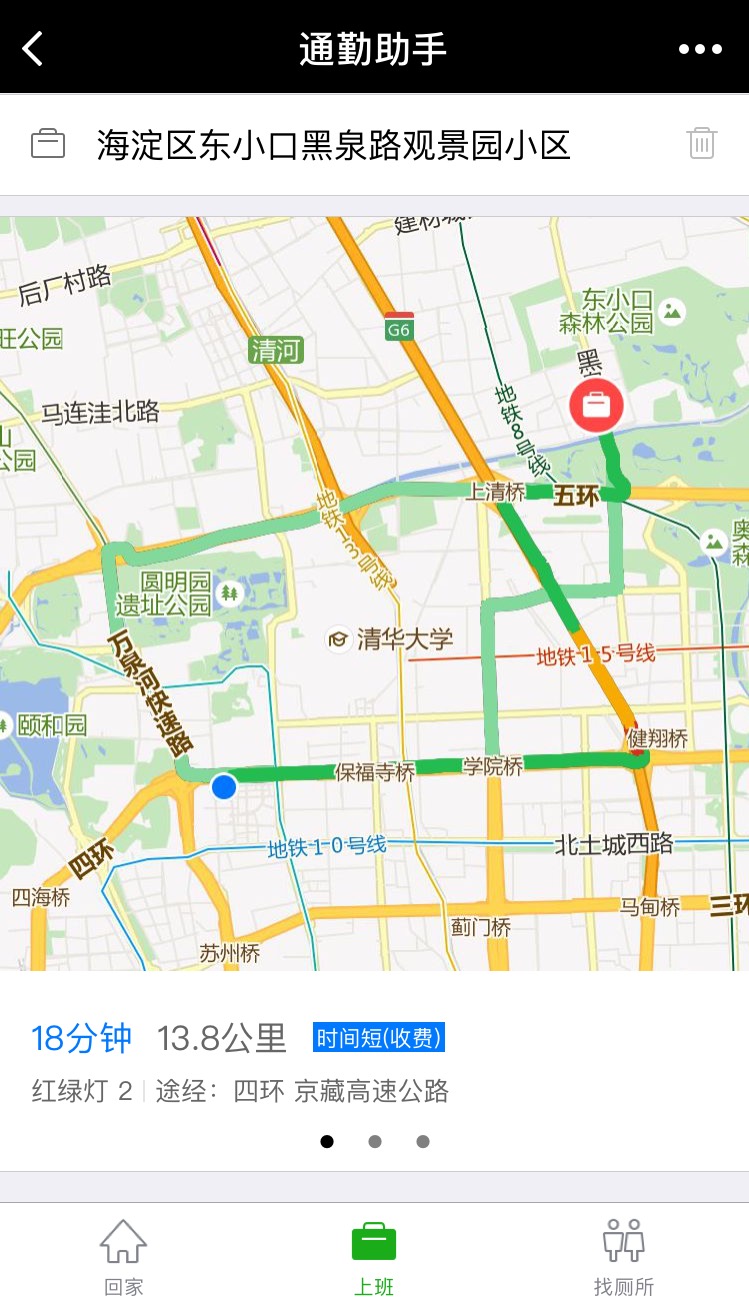 通勤助手
海淀区东小口黑泉路观景园小区
建材城
后厂村路
东小口
森林公园
旺公园
G6
清河
黑
马连洼北路
地铁8号线
山
公园
上清桥
五环
地铁13号线
奥
森
圆明园
遗址公园
清华大学
万泉河快速路
地铁15号线
颐和园
健翔桥
保福寺桥
学院桥
地铁10号线
北土城西路
四环
四海桥
马甸桥
三环
蓟门桥
苏州桥
18分钟 13.8公里 时间短(收费)
红绿灯 2 途经：四环 京藏高速公路
回家 上班 找厕所